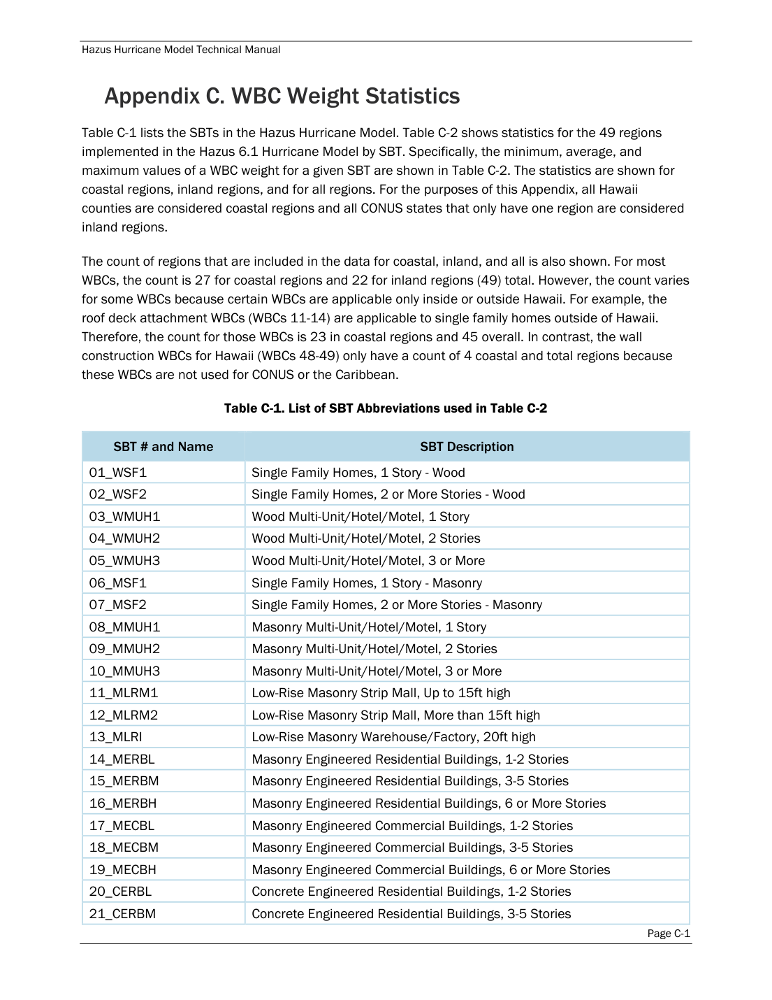 Hazus Hurricane Model Technical Manual
Appendix C. WBC Weight Statistics
Table C-1 lists the SBTs in the Hazus Hurricane Model. Table C-2 shows statistics for the 49 regions
implemented in the Hazus 6.1 Hurricane Model by SBT. Specifically, the minimum, average, and
maximum values of a WBC weight for a given SBT are shown in Table C-2. The statistics are shown for
coastal regions, inland regions, and for all regions. For the purposes of this Appendix, all Hawaii
counties are considered coastal regions and all CONUS states that only have one region are considered
inland regions.
The count of regions that are included in the data for coastal, inland, and all is also shown. For most
WBCs, the count is 27 for coastal regions and 22 for inland regions (49) total. However, the count varies
for some WBCs because certain WBCs are applicable only inside or outside Hawaii. For example, the
roof deck attachment WBCs (WBCs 11-14) are applicable to single family homes outside of Hawaii.
Therefore, the count for those WBCs is 23 in coastal regions and 45 overall. In contrast, the wall
construction WBCs for Hawaii (WBCs 48-49) only have a count of 4 coastal and total regions because
these WBCs are not used for CONUS or the Caribbean.
Table C-1. List of SBT Abbreviations used in Table C-2
SBT # and Name SBT Description
01_WSF1 Single Family Homes, 1 Story - Wood
02_WSF2 Single Family Homes, 2 or More Stories - Wood
03_WMUH1 Wood Multi-Unit/Hotel/Motel, 1 Story
04_WMUH2 Wood Multi-Unit/Hotel/Motel, 2 Stories
05_WMUH3 Wood Multi-Unit/Hotel/Motel, 3 or More
06_MSF1 Single Family Homes, 1 Story - Masonry
07_MSF2 Single Family Homes, 2 or More Stories - Masonry
08_MMUH1 Masonry Multi-Unit/Hotel/Motel, 1 Story
09_MMUH2 Masonry Multi-Unit/Hotel/Motel, 2 Stories
10_MMUH3 Masonry Multi-Unit/Hotel/Motel, 3 or More
11_MLRM1 Low-Rise Masonry Strip Mall, Up to 15ft high
12_MLRM2 Low-Rise Masonry Strip Mall, More than 15ft high
13_MLRI Low-Rise Masonry Warehouse/Factory, 20ft high
14_MERBL Masonry Engineered Residential Buildings, 1-2 Stories
15_MERBM Masonry Engineered Residential Buildings, 3-5 Stories
16_MERBH Masonry Engineered Residential Buildings, 6 or More Stories
17_MECBL Masonry Engineered Commercial Buildings, 1-2 Stories
18_MECBM Masonry Engineered Commercial Buildings, 3-5 Stories
19_MECBH Masonry Engineered Commercial Buildings, 6 or More Stories
20_CERBL Concrete Engineered Residential Buildings, 1-2 Stories
21_CERBM Concrete Engineered Residential Buildings, 3-5 Stories
Page C-1